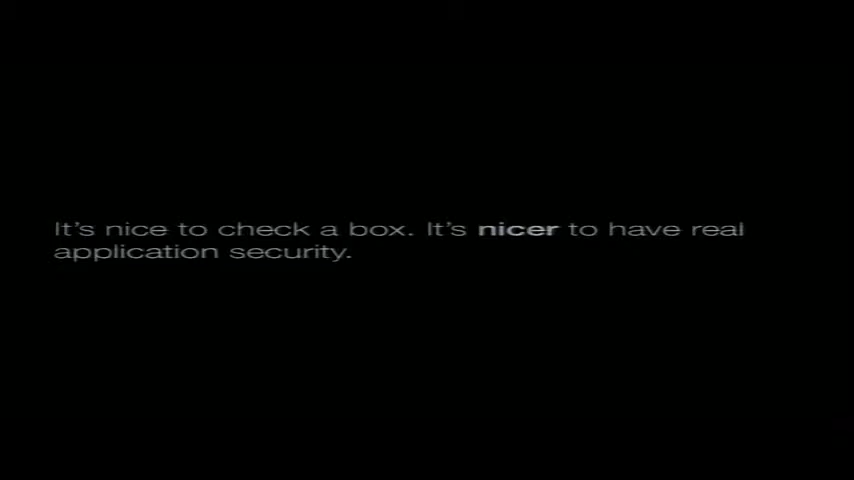 It's nice to check a box. It's nicer to have real
application security.